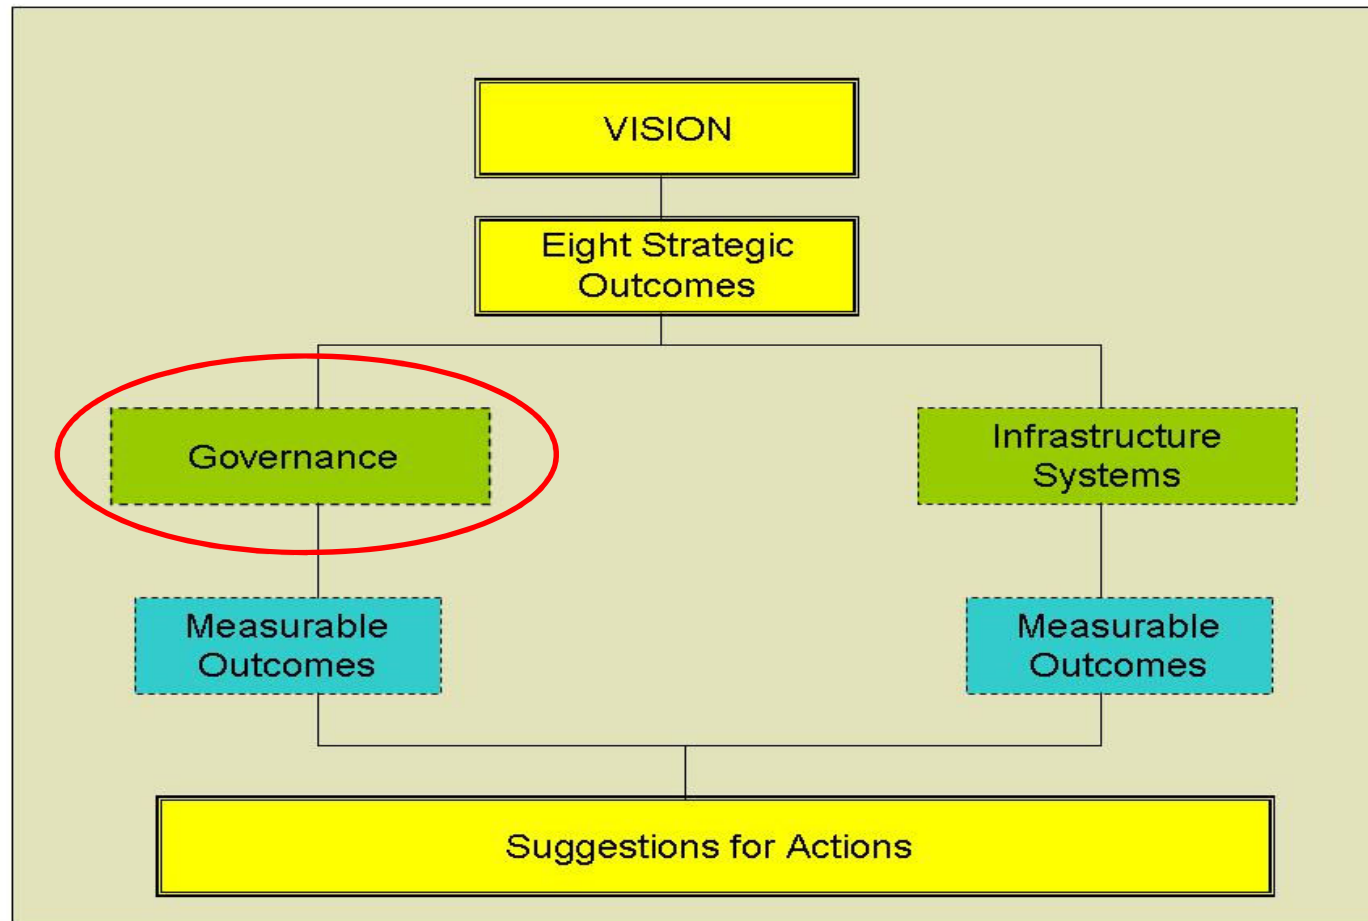 VISION
Eight Strategic
Outcomes
Governance
Infrastructure
Systems
Measurable
Outcomes
Measurable
Outcomes
Suggestions for Actions